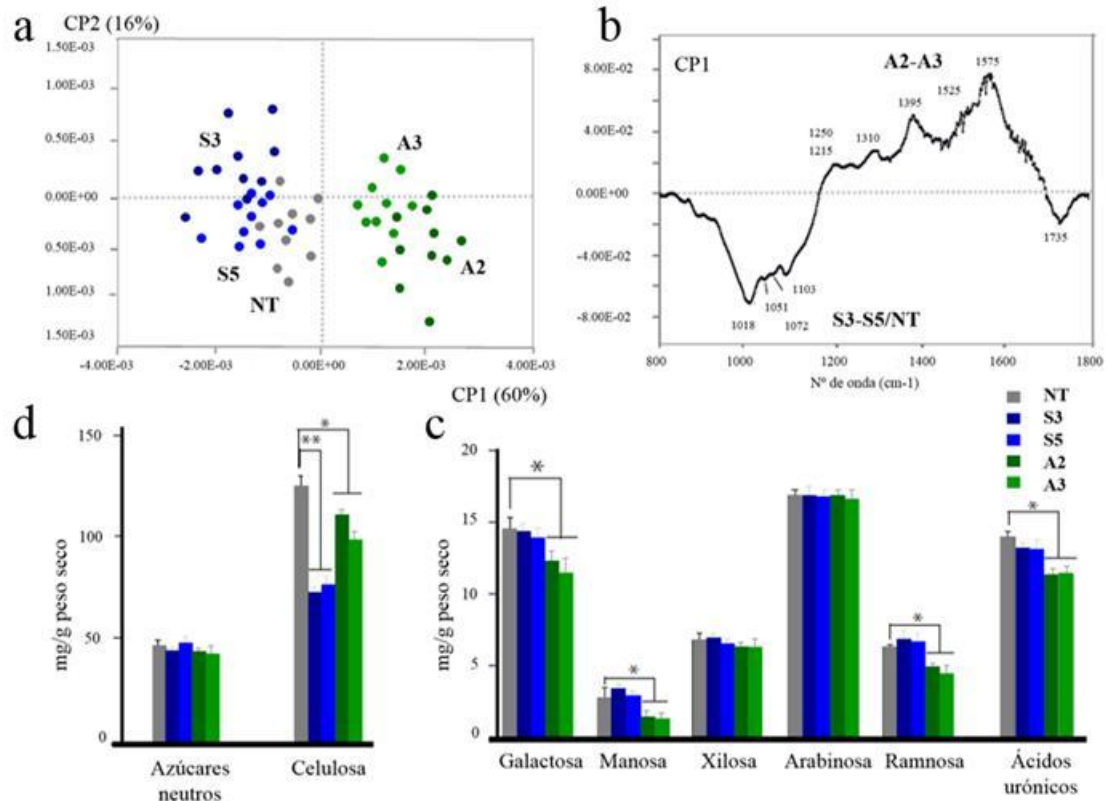 a
CP2 (16%)
1.50E-03
1.00E-03
0.50E-03
0.00E+00
0.50E-03
1.00E-03
1.50E-03
S3
S5
NT
A3
A2
-4.00E-03
-2.00E-03
0.00E+00
2.00E-03
4.00E-03
CP1 (60%)
b
CP1
A2-A3
8.00E-02
4.00E-02
0.00E+00
-4.00E-02
-8.00E-02
1250
1215
1310
1395
1525
1575
1735
1018
1051
1072
1103
S3-S5/NT
800
1000
1200
1400
1600
1800
Nº de onda (cm-1)
NT
S3
S5
A2
A3
d
mg/g peso seco
150
100
50
0
**
*
Azúcares
neutros
Celulosa
c
mg/g peso seco
20
15
10
5
0
*
*
*
*
Galactosa
Manosa
Xilosa
Arabinosa
Ramnosa
Ácidos
urónicos